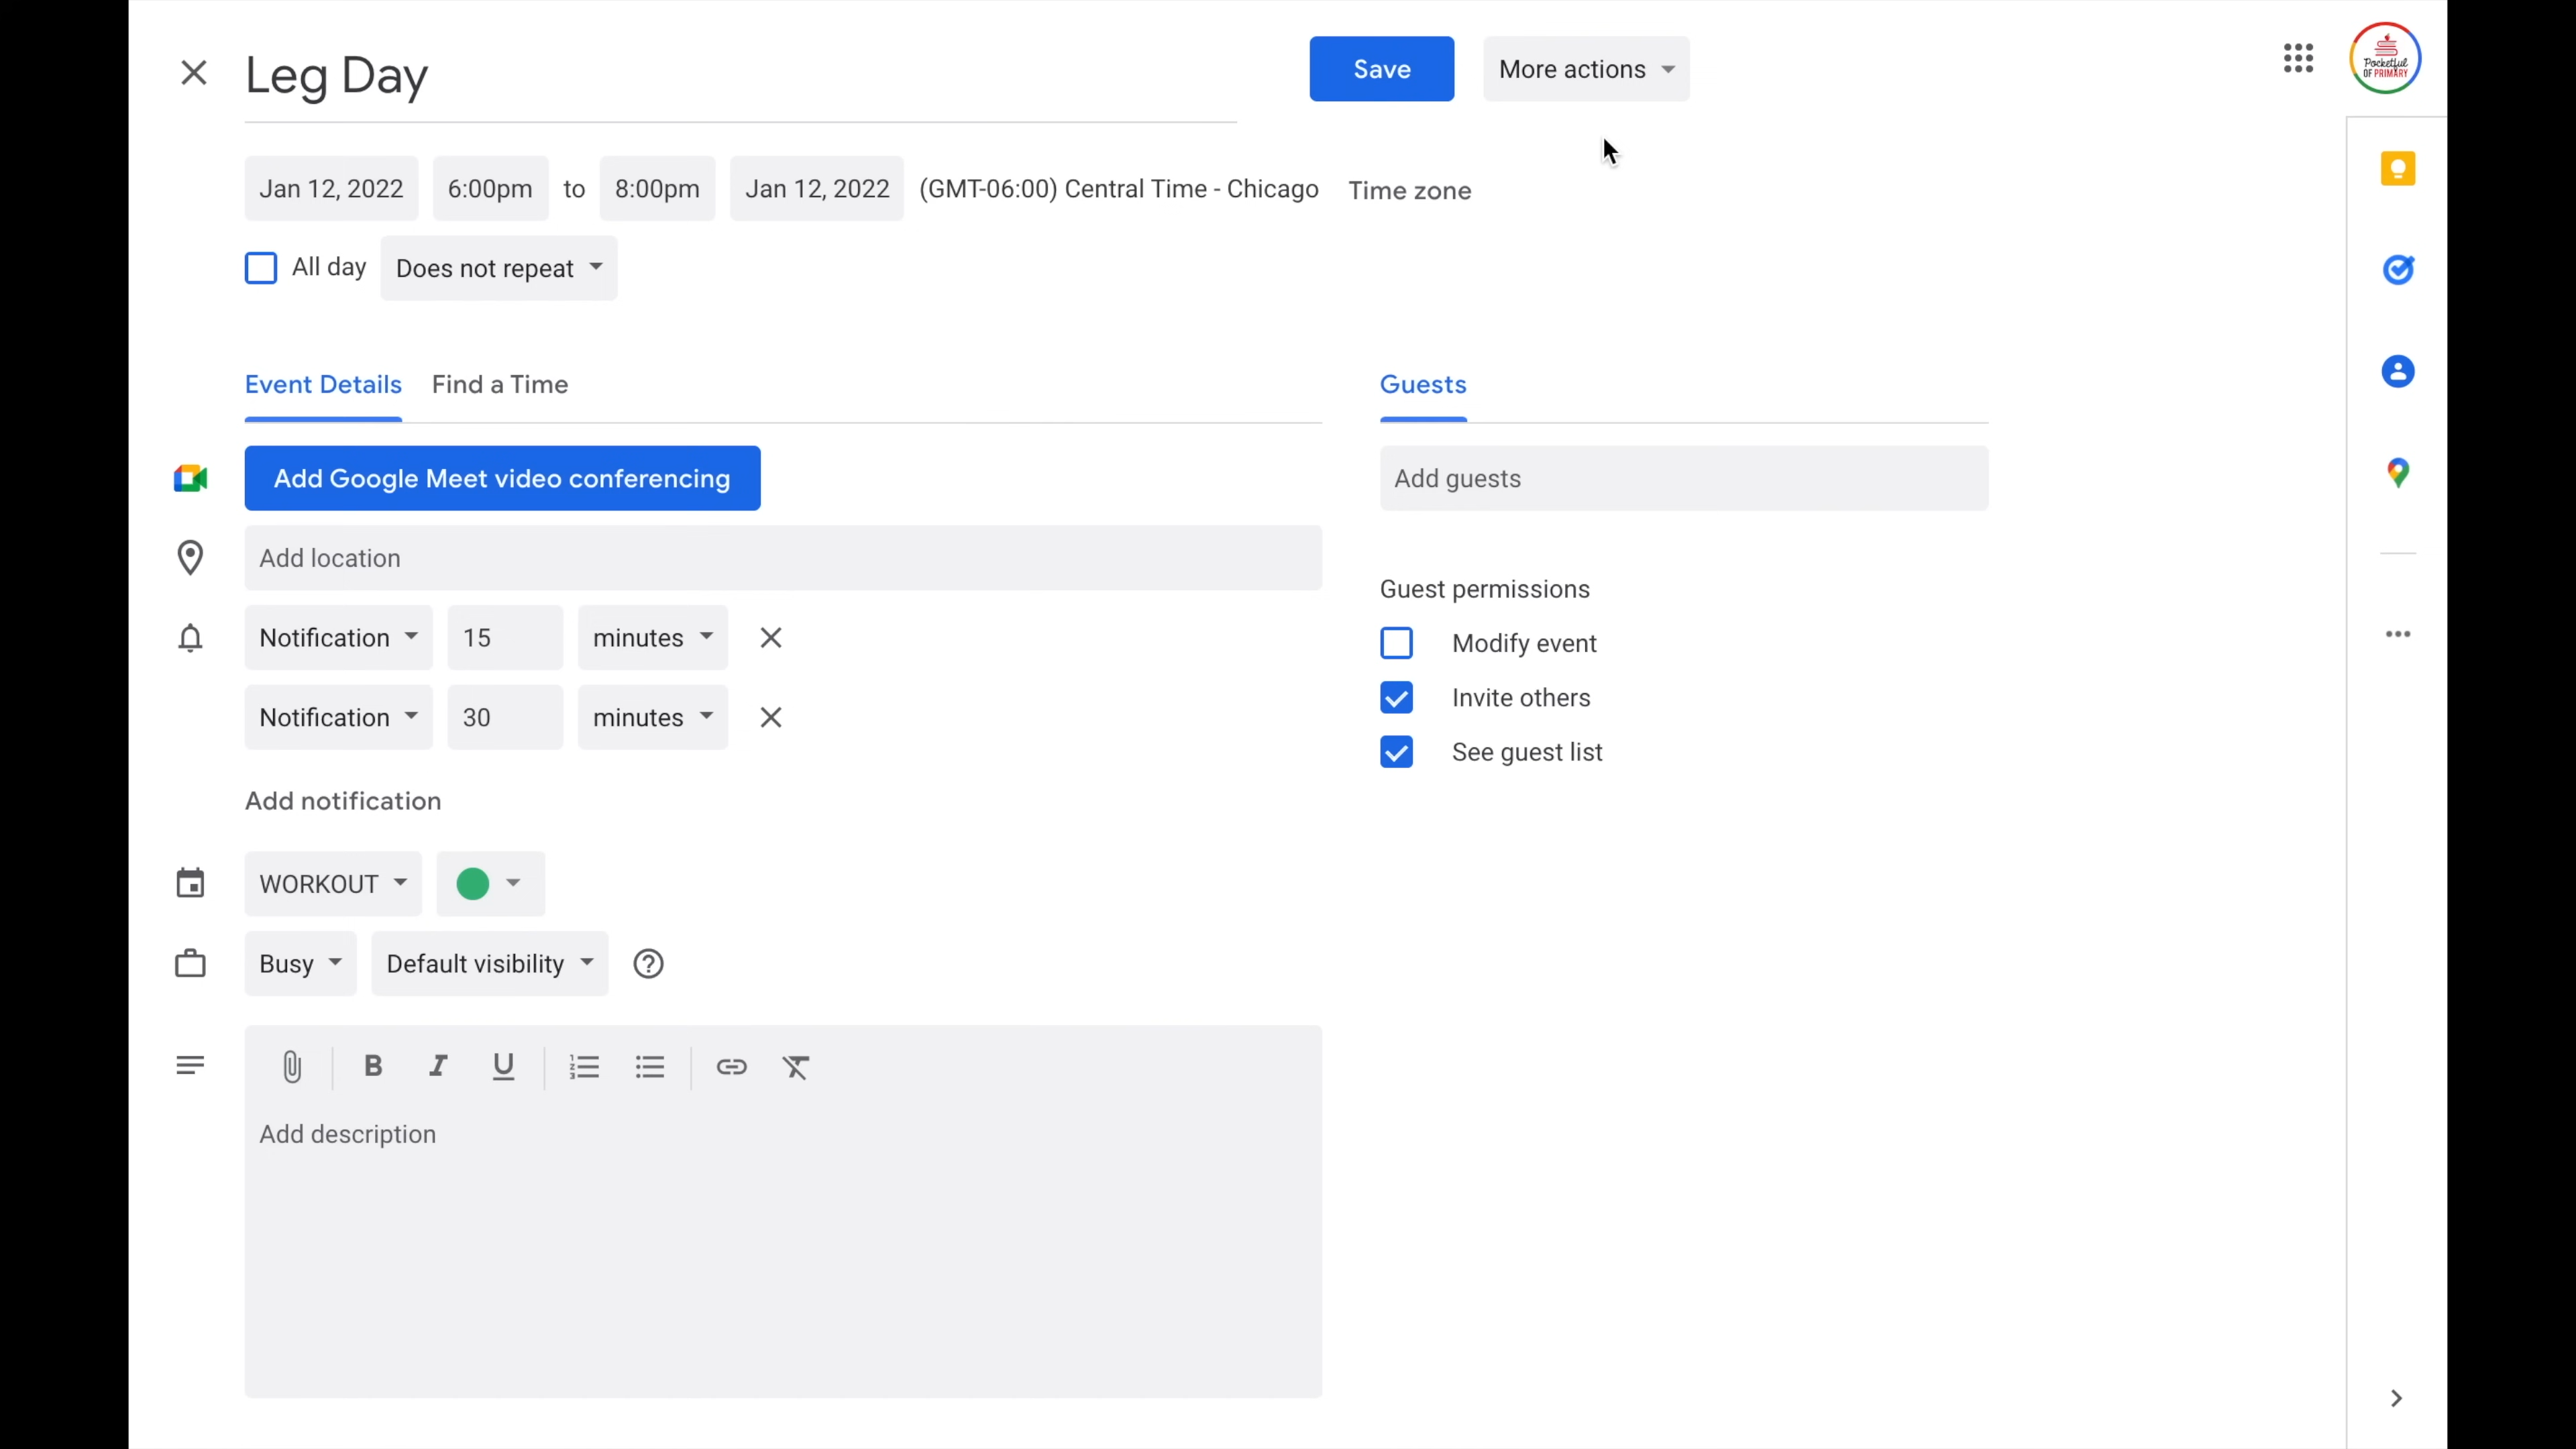 Leg Day
Save
More actions
Pocketful
OF PRIMARY
Jan 12, 2022 6:00pm to 8:00pm Jan 12, 2022 (GMT-06:00) Central Time - Chicago Time zone
All day Does not repeat
Event Details Find a Time
Guests
Add Google Meet video conferencing
Add guests
Add location
Guest permissions
Notification 15 minutes
Modify event
Invite others
Notification 30 minutes
See guest list
Add notification
WORKOUT
Busy Default visibility
B I U
Add description